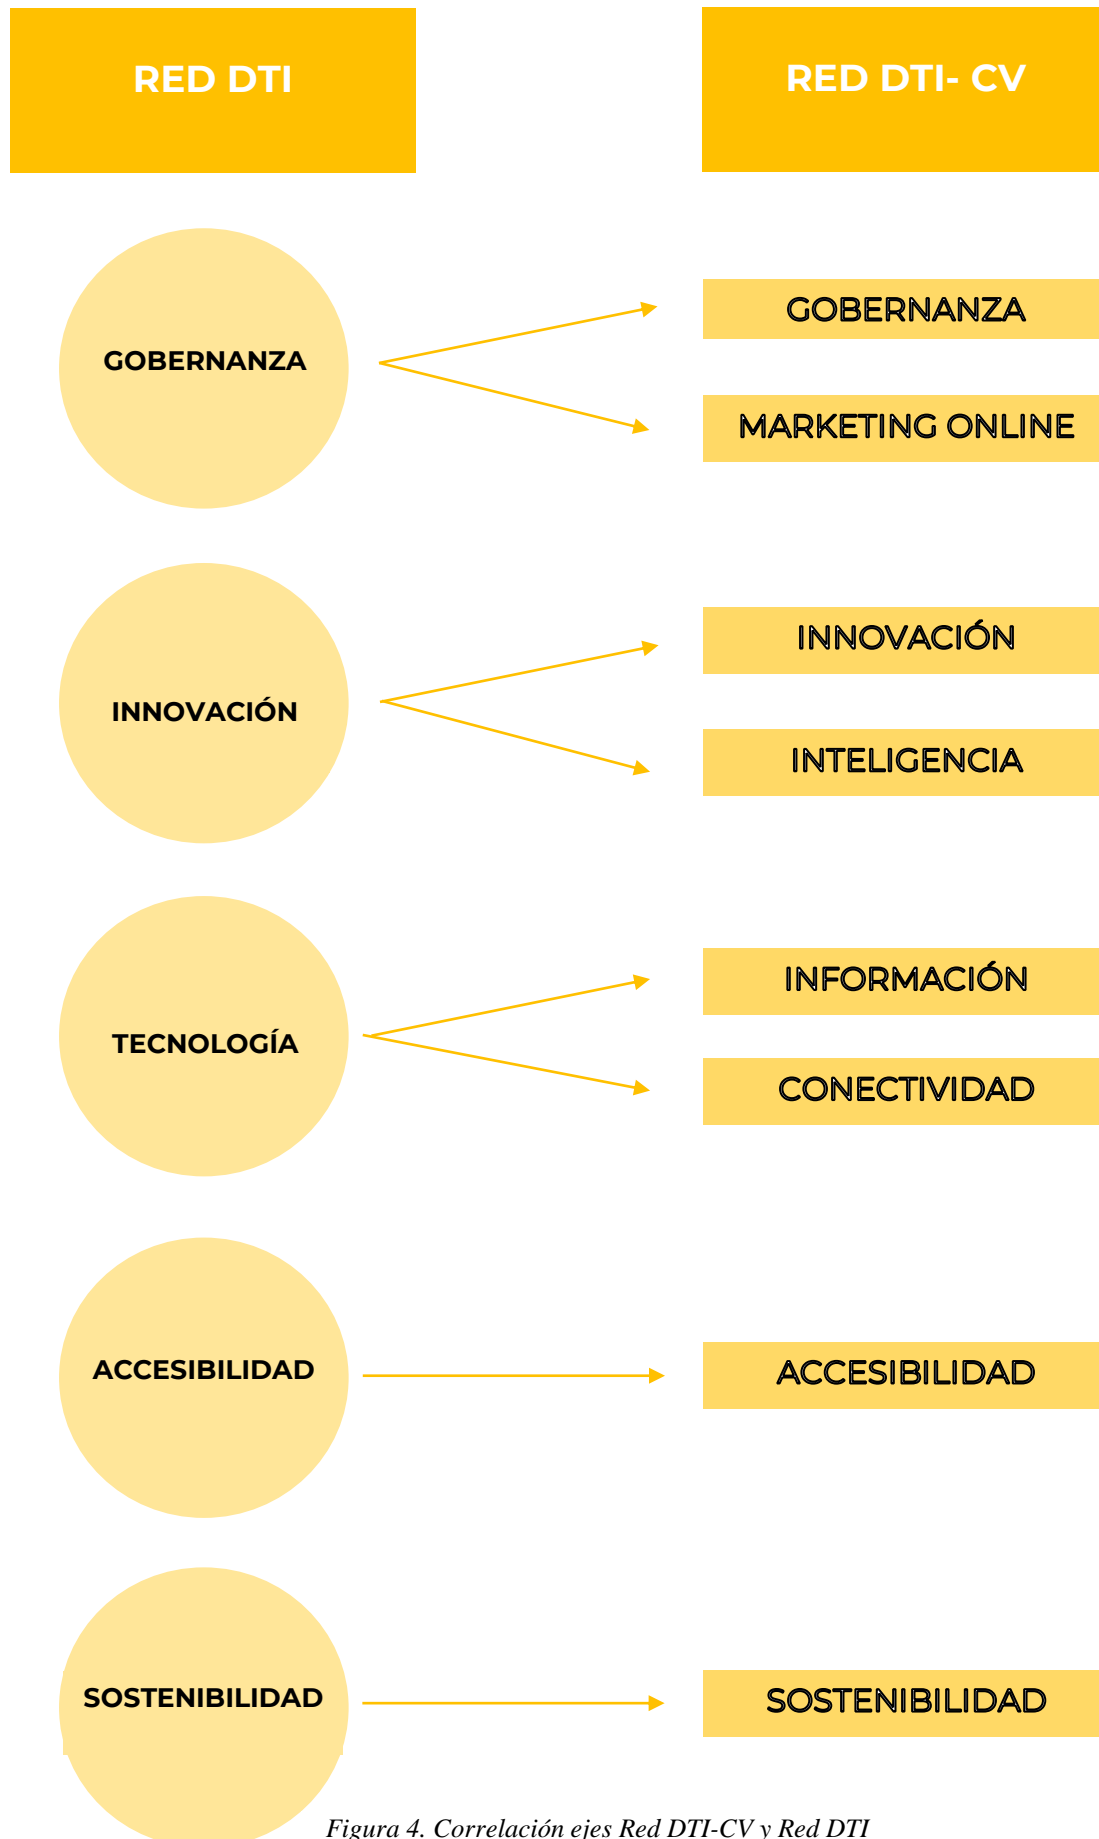 RED DTI
RED DTI- CV
GOBERNANZA
GOBERNANZA
MARKETING ONLINE
INNOVACIÓN
INNOVACIÓN
INTELIGENCIA
TECNOLOGÍA
INFORMACIÓN
CONECTIVIDAD
ACCESIBILIDAD
ACCESIBILIDAD
SOSTENIBILIDAD
SOSTENIBILIDAD
Figura 4. Correlación ejes Red DTI-CV y Red DTI